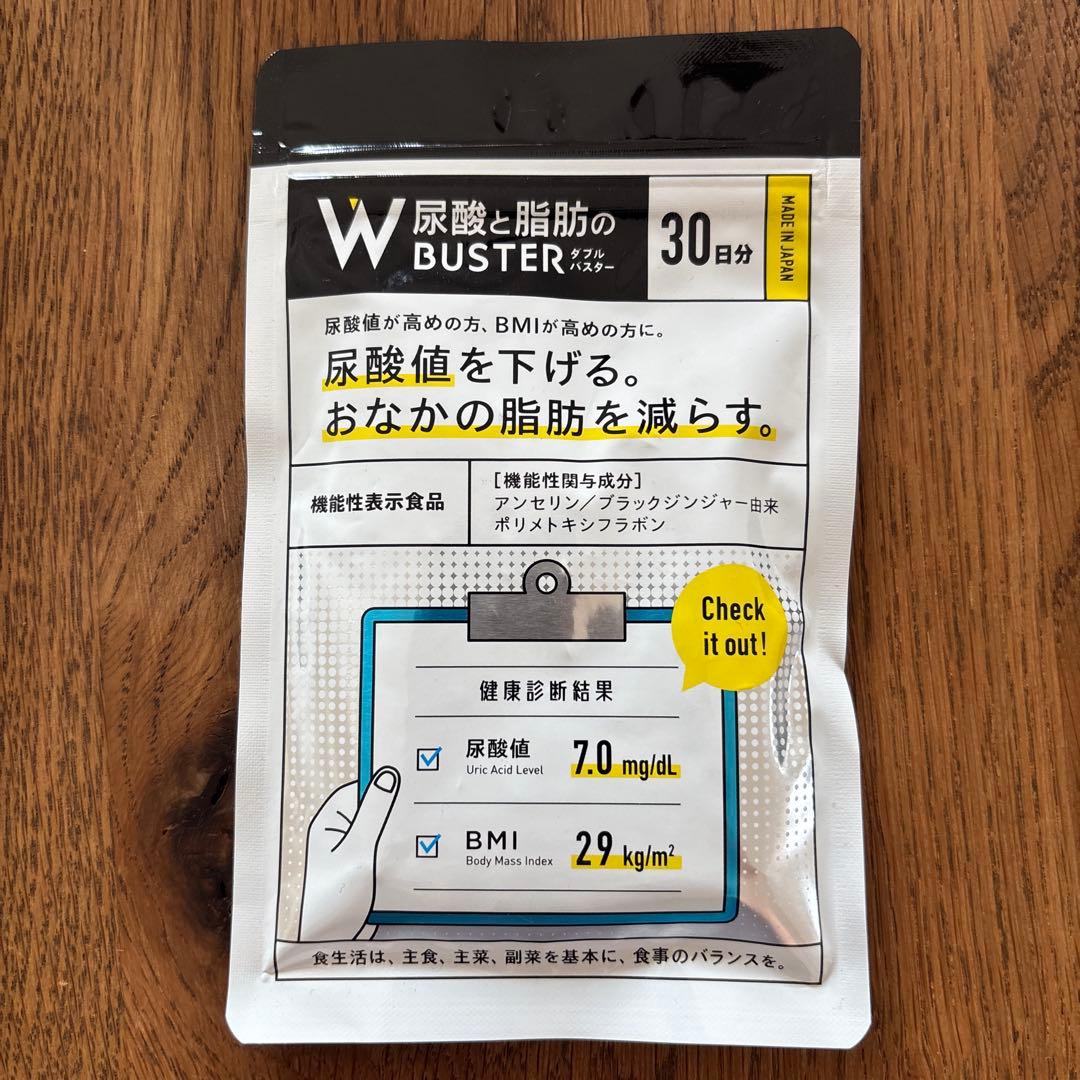 W 尿酸と脂肪の
BUSTER ダブル
バスター
30日分
MADE IN JAPAN
尿酸値が高めの方、BMIが高めの方に。
尿酸値を下げる。
おなかの脂肪を減らす。
機能性表示食品
[機能性関与成分]
アンセリン／ブラックジンジャー由来
ポリメトキシフラボン
Check
it out!
健康診断結果
尿酸値 7.0 mg/dL
Uric Acid Level
BMI 29 kg/m²
Body Mass Index
食生活は、主食、主菜、副菜を基本に、食事のバランスを。